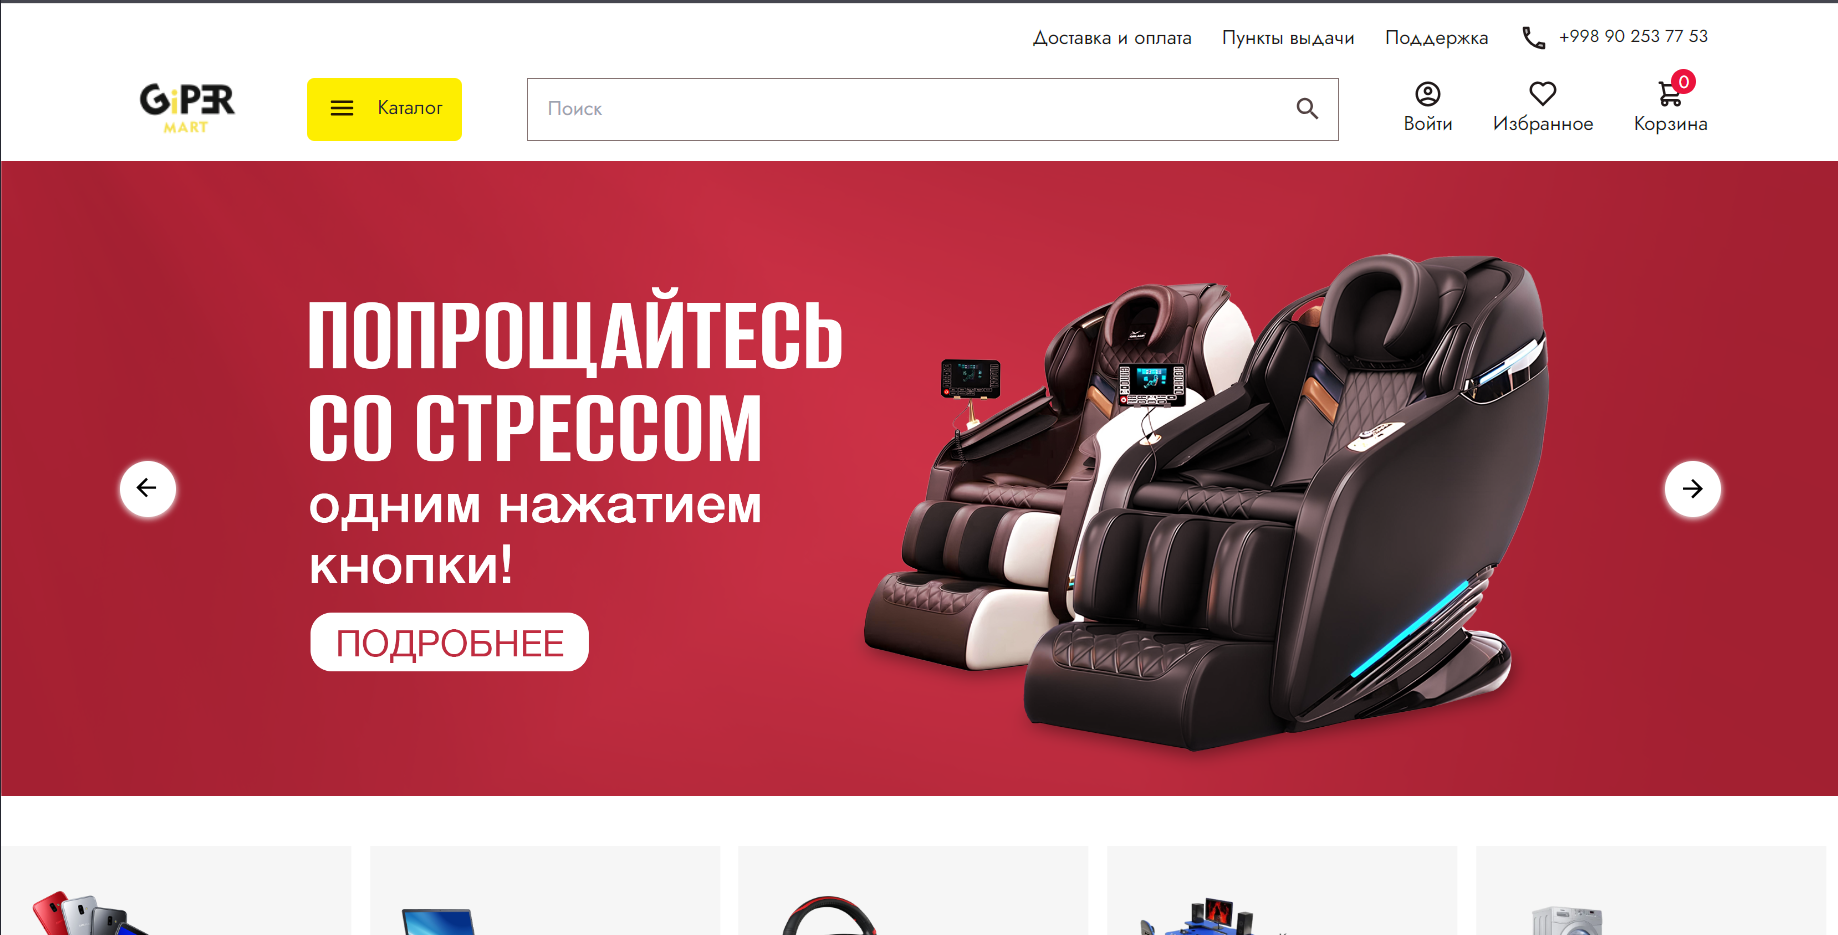 Доставка и оплата
Пункты выдачи
Поддержка
+998 90 253 77 53
GiPER
MART
Каталог
Поиск
Войти
Избранное
0
Корзина
ПОПРОЩАЙТЕСЬ
СО СТРЕССОМ
одним нажатием
кнопки!
ПОДРОБНЕЕ